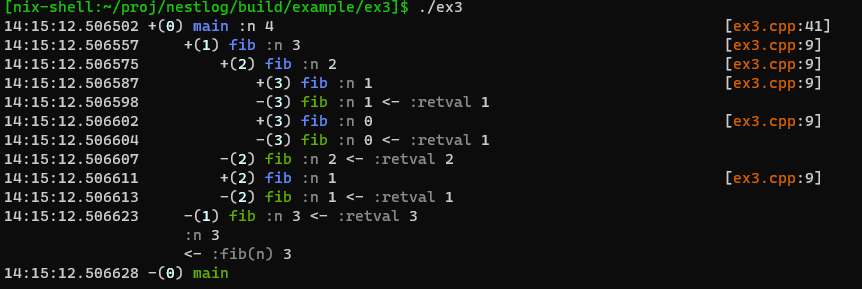 [nix-shell:~/proj/nestlog/build/example/ex3]$ ./ex3
14:15:12.506502 +(0) main :n 4 [ex3.cpp:41]
14:15:12.506557 +(1) fib :n 3 [ex3.cpp:9]
14:15:12.506575 +(2) fib :n 2 [ex3.cpp:9]
14:15:12.506587 +(3) fib :n 1 [ex3.cpp:9]
14:15:12.506598 -(3) fib :n 1 <- :retval 1
14:15:12.506602 +(3) fib :n 0 [ex3.cpp:9]
14:15:12.506604 -(3) fib :n 0 <- :retval 1
14:15:12.506607 -(2) fib :n 2 <- :retval 2
14:15:12.506611 +(2) fib :n 1 [ex3.cpp:9]
14:15:12.506613 -(2) fib :n 1 <- :retval 1
14:15:12.506623 -(1) fib :n 3 <- :retval 3
:n 3
<- :fib(n) 3
14:15:12.506628 -(0) main